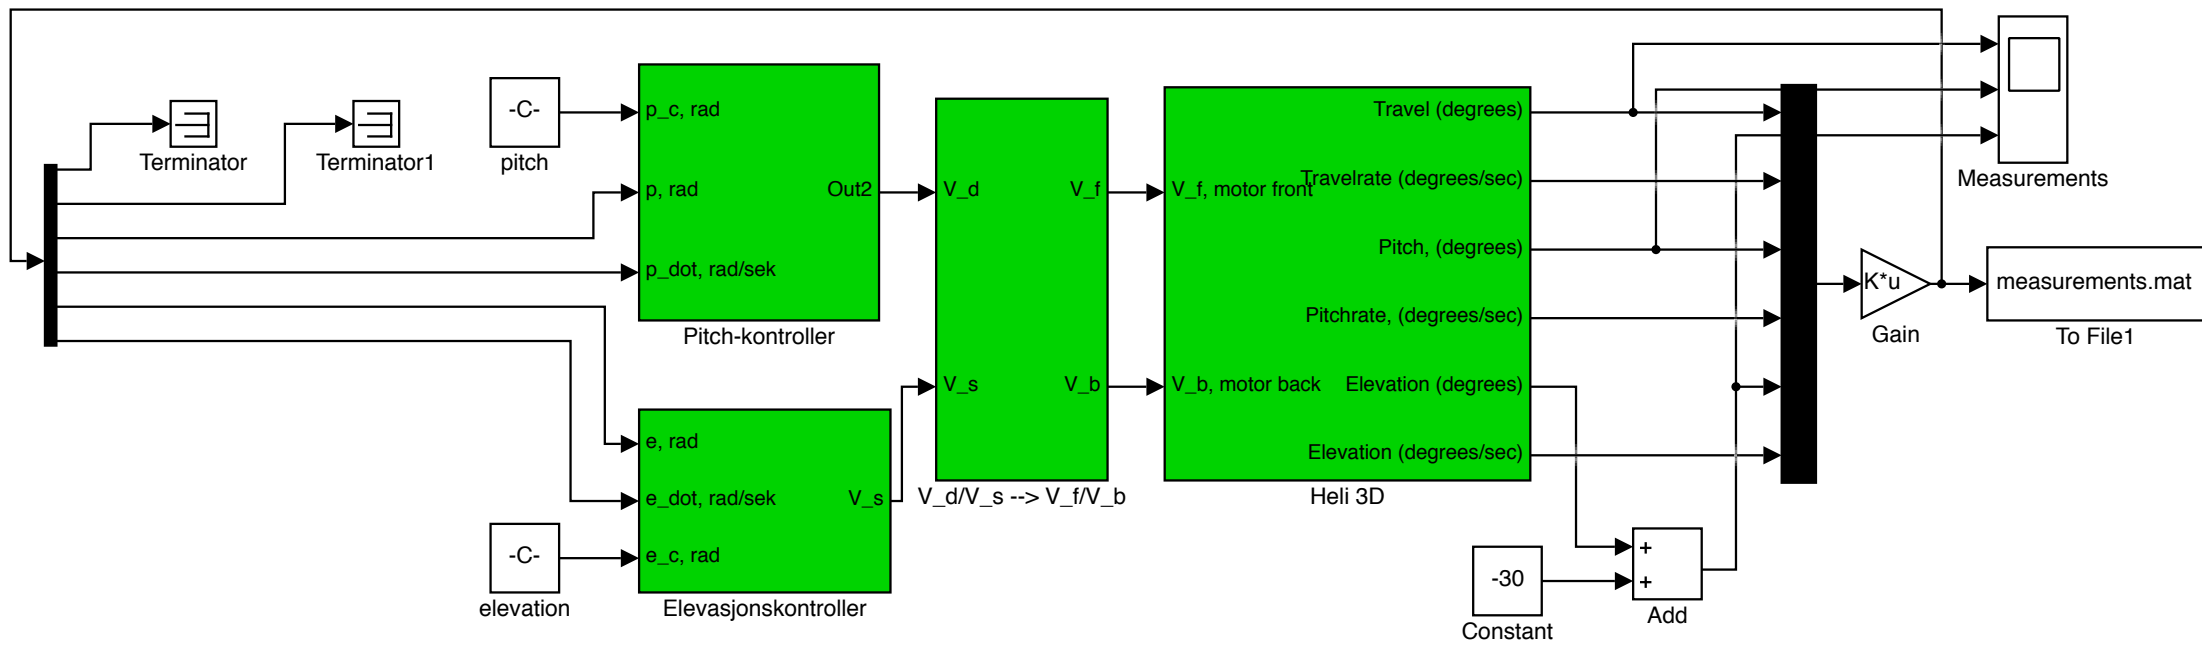 Terminator
Terminator1
-C-
pitch
p_c, rad
p, rad
p_dot, rad/sek
Out2
Pitch-kontroller
e, rad
e_dot, rad/sek
e_c, rad
V_s
Elevasjonskontroller
-C-
elevation
V_d
V_s
V_f
V_b
V_d/V_s --> V_f/V_b
V_f, motor front
V_b, motor back
Travel (degrees)
Travelrate (degrees/sec)
Pitch, (degrees)
Pitchrate, (degrees/sec)
Elevation (degrees)
Elevation (degrees/sec)
Heli 3D
-30
Constant
+
+
Add
K*u
Gain
Measurements
measurements.mat
To File1